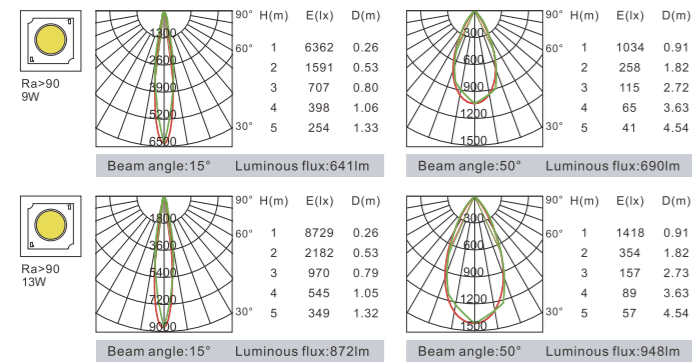 90° H(m) E(lx) D(m)
1300
60° 1 6362 0.26
2600
2 1591 0.53
3900
3 707 0.80
5200
4 398 1.06
30° 5 254 1.33
6500
Ra>90
9W
Beam angle:15° Luminous flux:641lm
90° H(m) E(lx) D(m)
300
60° 1 1034 0.91
600
2 258 1.82
900
3 115 2.72
1200
4 65 3.63
30° 5 41 4.54
1500
Beam angle:50° Luminous flux:690lm
90° H(m) E(lx) D(m)
1800
60° 1 8729 0.26
3600
2 2182 0.53
5400
3 970 0.79
7200
4 545 1.05
30° 5 349 1.32
9000
Ra>90
13W
Beam angle:15° Luminous flux:872lm
90° H(m) E(lx) D(m)
300
60° 1 1418 0.91
600
2 354 1.82
900
3 157 2.73
1200
4 89 3.63
30° 5 57 4.54
1500
Beam angle:50° Luminous flux:948lm